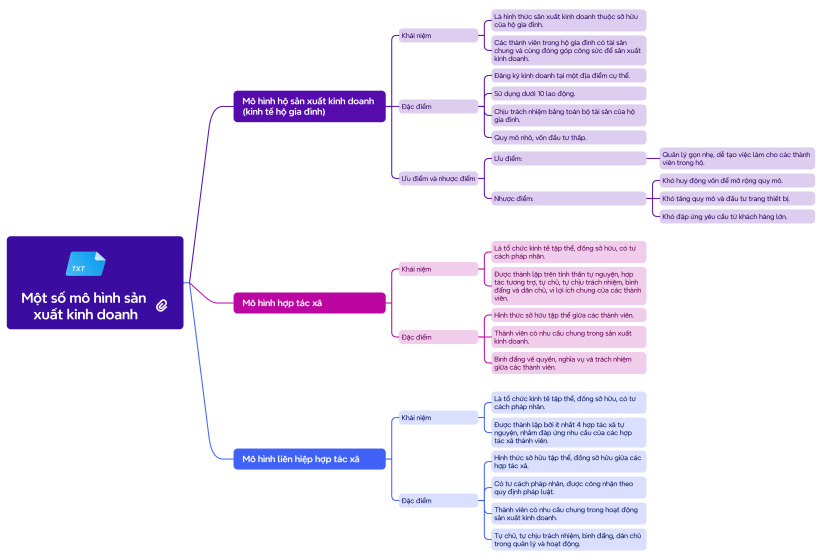 TXT
Một số mô hình sản
xuất kinh doanh
Mô hình hộ sản xuất kinh doanh
(kinh tế hộ gia đình)
Khái niệm
Là hình thức sản xuất kinh doanh thuộc sở hữu
của hộ gia đình.
Các thành viên trong hộ gia đình có tài sản
chung và cùng đóng góp công sức để sản xuất
kinh doanh.
Đặc điểm
Đăng ký kinh doanh tại một địa điểm cụ thể.
Sử dụng dưới 10 lao động.
Chịu trách nhiệm bằng toàn bộ tài sản của hộ
gia đình.
Quy mô nhỏ, vốn đầu tư thấp.
Ưu điểm và nhược điểm
Ưu điểm:
Quản lý gọn nhẹ, dễ tạo việc làm cho các thành
viên trong hộ.
Nhược điểm:
Khó huy động vốn để mở rộng quy mô.
Khó tăng quy mô và đầu tư trang thiết bị.
Khó đáp ứng yêu cầu từ khách hàng lớn.
Mô hình hợp tác xã
Khái niệm
Là tổ chức kinh tế tập thể, đồng sở hữu, có tư
cách pháp nhân.
Được thành lập trên tinh thần tự nguyện, hợp
tác tương trợ, tự chủ, tự chịu trách nhiệm, bình
đẳng và dân chủ, vì lợi ích chung của các thành
viên.
Đặc điểm
Hình thức sở hữu tập thể giữa các thành viên.
Thành viên có nhu cầu chung trong sản xuất
kinh doanh.
Bình đẳng về quyền, nghĩa vụ và trách nhiệm
giữa các thành viên.
Mô hình liên hiệp hợp tác xã
Khái niệm
Là tổ chức kinh tế tập thể, đồng sở hữu, có tư
cách pháp nhân.
Được thành lập bởi ít nhất 4 hợp tác xã tự
nguyện, nhằm đáp ứng nhu cầu của các hợp
tác xã thành viên.
Đặc điểm
Hình thức sở hữu tập thể, đồng sở hữu giữa các
hợp tác xã.
Có tư cách pháp nhân, được công nhận theo
quy định pháp luật.
Thành viên có nhu cầu chung trong hoạt động
sản xuất kinh doanh.
Tự chủ, tự chịu trách nhiệm, bình đẳng, dân chủ
trong quản lý và hoạt động.